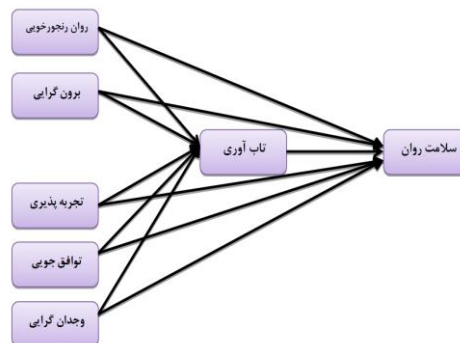 روان رنجورخویی
برون گرایی
تاب آوری
سلامت روان
تجربه پذیری
توافق جویی
وجدان گرایی